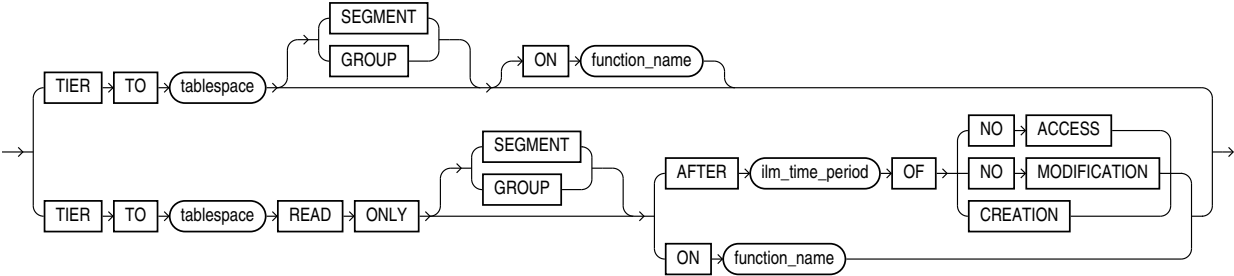 SEGMENT
GROUP
ON function_name
TIER TO tablespace
NO ACCESS
SEGMENT
GROUP
AFTER ilm_time_period OF
NO MODIFICATION
CREATION
TIER TO tablespace READ ONLY
ON function_name